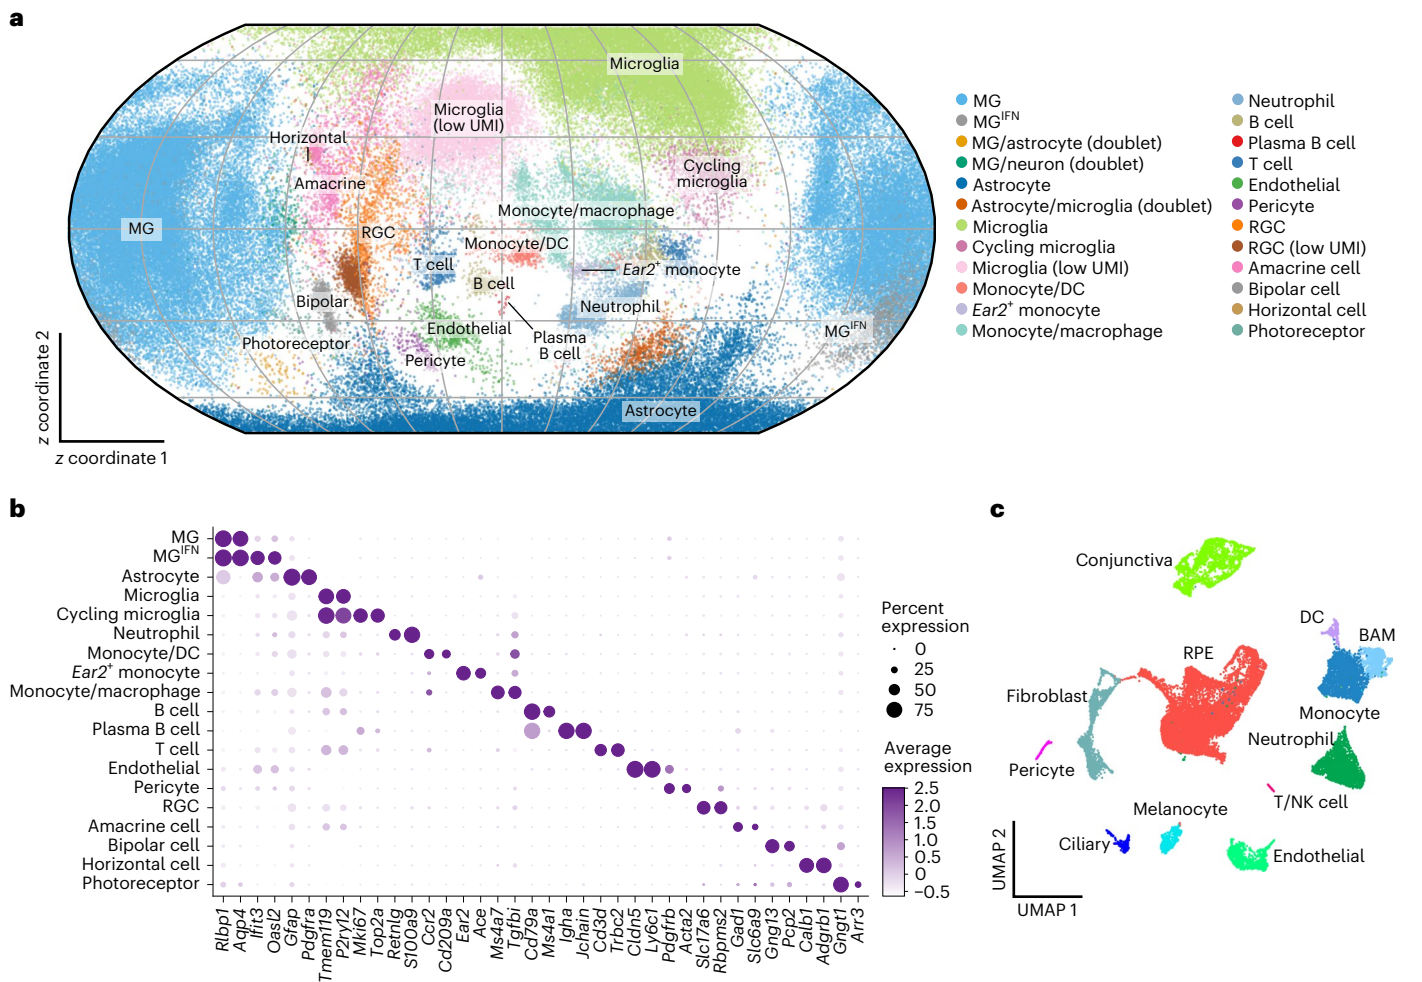 a
Microglia
Microglia
(low UMI)
Horizontal
Cycling
microglia
Amacrine
Monocyte/macrophage
MG
RGC
Monocyte/DC
T cell
Ear2+ monocyte
B cell
Bipolar
Neutrophil
Endothelial
MGIFN
Photoreceptor
Plasma
B cell
Pericyte
Astrocyte
z coordinate 2
z coordinate 1
MG
MGIFN
MG/astrocyte (doublet)
MG/neuron (doublet)
Astrocyte
Astrocyte/microglia (doublet)
Microglia
Cycling microglia
Microglia (low UMI)
Monocyte/DC
Ear2+ monocyte
Monocyte/macrophage
Neutrophil
B cell
Plasma B cell
T cell
Endothelial
Pericyte
RGC
RGC (low UMI)
Amacrine cell
Bipolar cell
Horizontal cell
Photoreceptor
b
MG
MGIFN
Astrocyte
Microglia
Cycling microglia
Neutrophil
Monocyte/DC
Ear2+ monocyte
Monocyte/macrophage
B cell
Plasma B cell
T cell
Endothelial
Pericyte
RGC
Amacrine cell
Bipolar cell
Horizontal cell
Photoreceptor
Rlbp1
Aqp4
Ifit3
Oasl2
Gfap
Pdgfra
Tmem119
P2ry12
Mki67
Top2a
Retnlg
S100a9
Ccr2
Cd209a
Ear2
Ace
Ms4a7
Tgfbi
Cd79a
Ms4a1
Igha
Jchain
Cd3d
Trbc2
Cldn5
Ly6c1
Pdgfrb
Acta2
Slc17a6
Rbpms2
Gad1
Slc6a9
Gng13
Pcp2
Calb1
Adgrb1
Gngt1
Arr3
Percent
expression
0
25
50
75
Average
expression
2.5
2.0
1.5
1.0
0.5
0
−0.5
c
Conjunctiva
DC
BAM
RPE
Fibroblast
Monocyte
Neutrophil
Pericyte
T/NK cell
Melanocyte
Ciliary
Endothelial
UMAP 2
UMAP 1